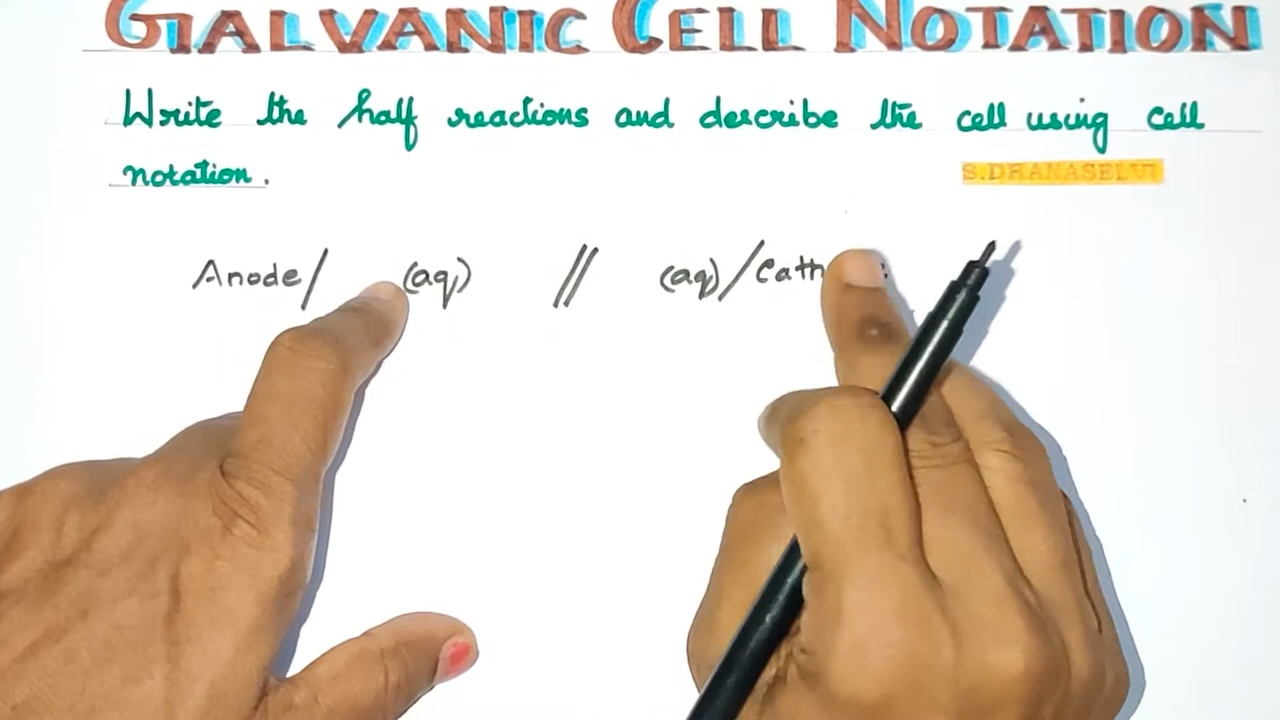 GALVANIC CELL NOTATION
Write the half reactions and describe the cell using cell
notation.
S.DHANASELVI
Anode/ (aq) // (aq)/Cath